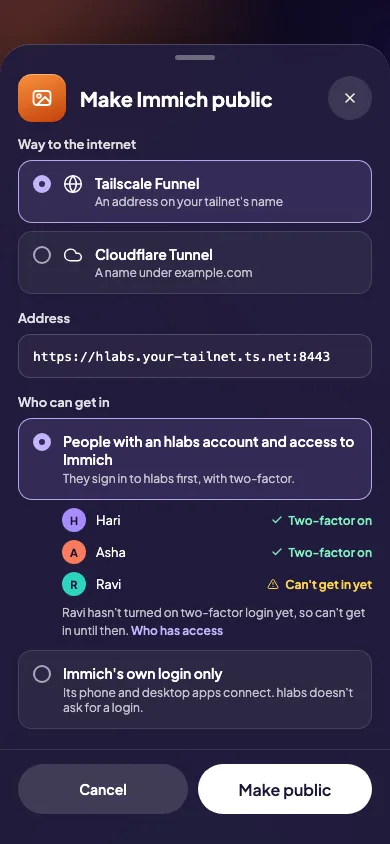 Make Immich public
Way to the internet
Tailscale Funnel
An address on your tailnet's name
Cloudflare Tunnel
A name under example.com
Address
https://hlabs.your-tailnet.ts.net:8443
Who can get in
People with an hlabs account and access to
Immich
They sign in to hlabs first, with two-factor.
H Hari Two-factor on
A Asha Two-factor on
R Ravi Can't get in yet
Ravi hasn't turned on two-factor login yet, so can't get
in until then. Who has access
Immich's own login only
Its phone and desktop apps connect. hlabs doesn't
ask for a login.
Cancel Make public